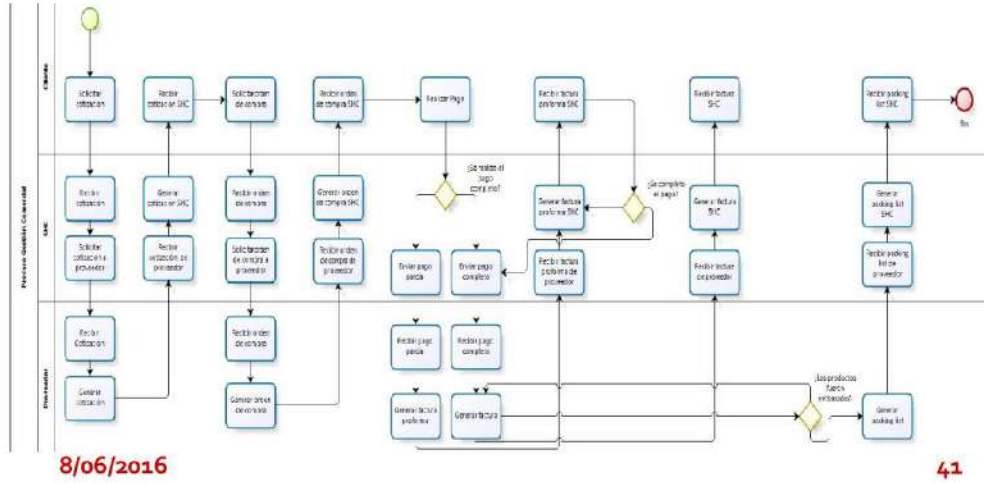 Proceso Gestión Comercial
Cliente
SHC
Proveedor
Solicitar
cotización
Recibir
cotización SHC
Solicitar orden
de compra
Recibir orden
de compra SHC
Realizar Pago
Recibir factura
proforma SHC
Recibir factura
SHC
Recibir packing
list SHC
Fin
Recibir
cotización
Solicitar
cotización a
proveedor
Generar
cotización SHC
Recibir
cotización de
proveedor
Recibir orden
de compra
Solicitar orden
de compra a
proveedor
Generar orden
de compra SHC
Recibir orden
de compra de
proveedor
¿Se realizó el
pago
completo?
Enviar pago
parcial
Enviar pago
completo
Generar factura
proforma SHC
Recibir factura
proforma de
proveedor
¿Se completo
el pago?
Generar factura
SHC
Recibir factura
de proveedor
Generar
packing list
SHC
Recibir packing
list de
proveedor
Recibir
Cotización
Generar
cotización
Recibir orden
de compra
Generar orden
de compra
Recibir pago
parcial
Recibir pago
completo
Generar factura
proforma
Generar factura
¿Los productos
fueron
embarcados?
Generar
packing list
8/06/2016
41